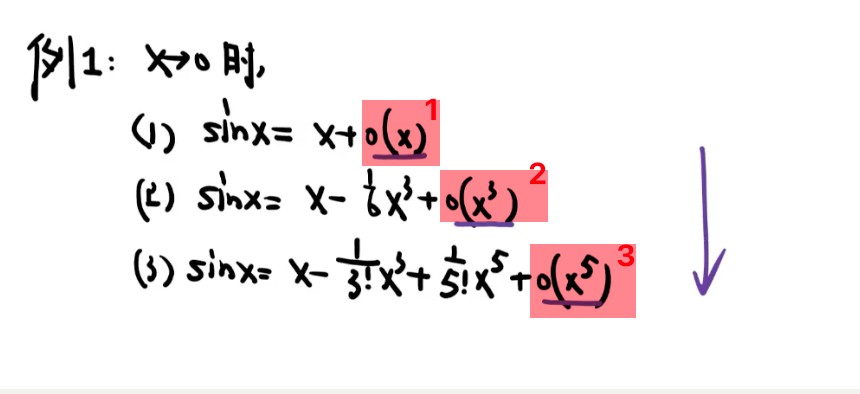 例1: x→0 时,
(1) sinx= x+o(x) 1
(2) sinx= x- 1/6 x³+o(x³) 2
(3) sinx= x- 1/3! x³+ 1/5! x⁵+o(x⁵) 3